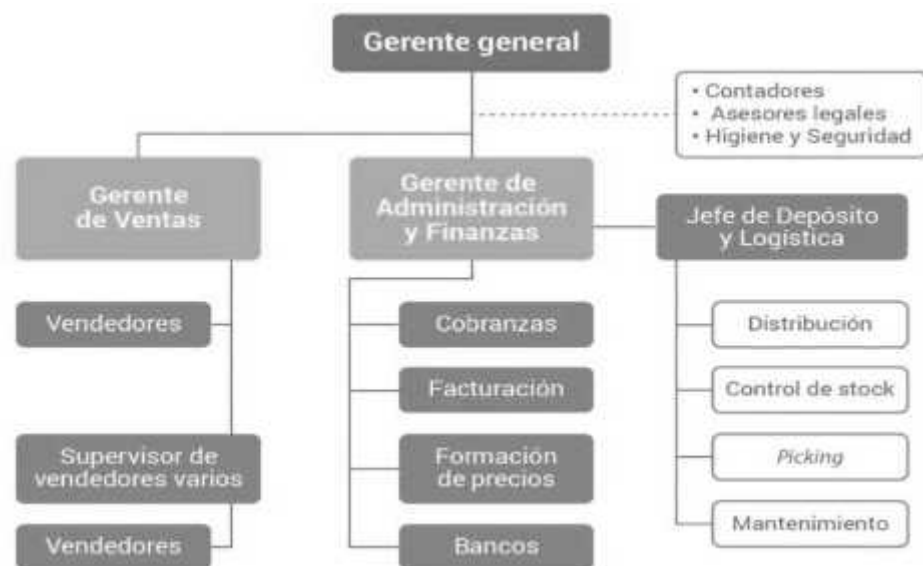 Gerente general
• Contadores
• Asesores legales
• Higiene y Seguridad
Gerente
de Ventas
Gerente de
Administración
y Finanzas
Jefe de Depósito
y Logística
Vendedores
Supervisor de
vendedores varios
Vendedores
Cobranzas
Facturación
Formación
de precios
Bancos
Distribución
Control de stock
Picking
Mantenimiento